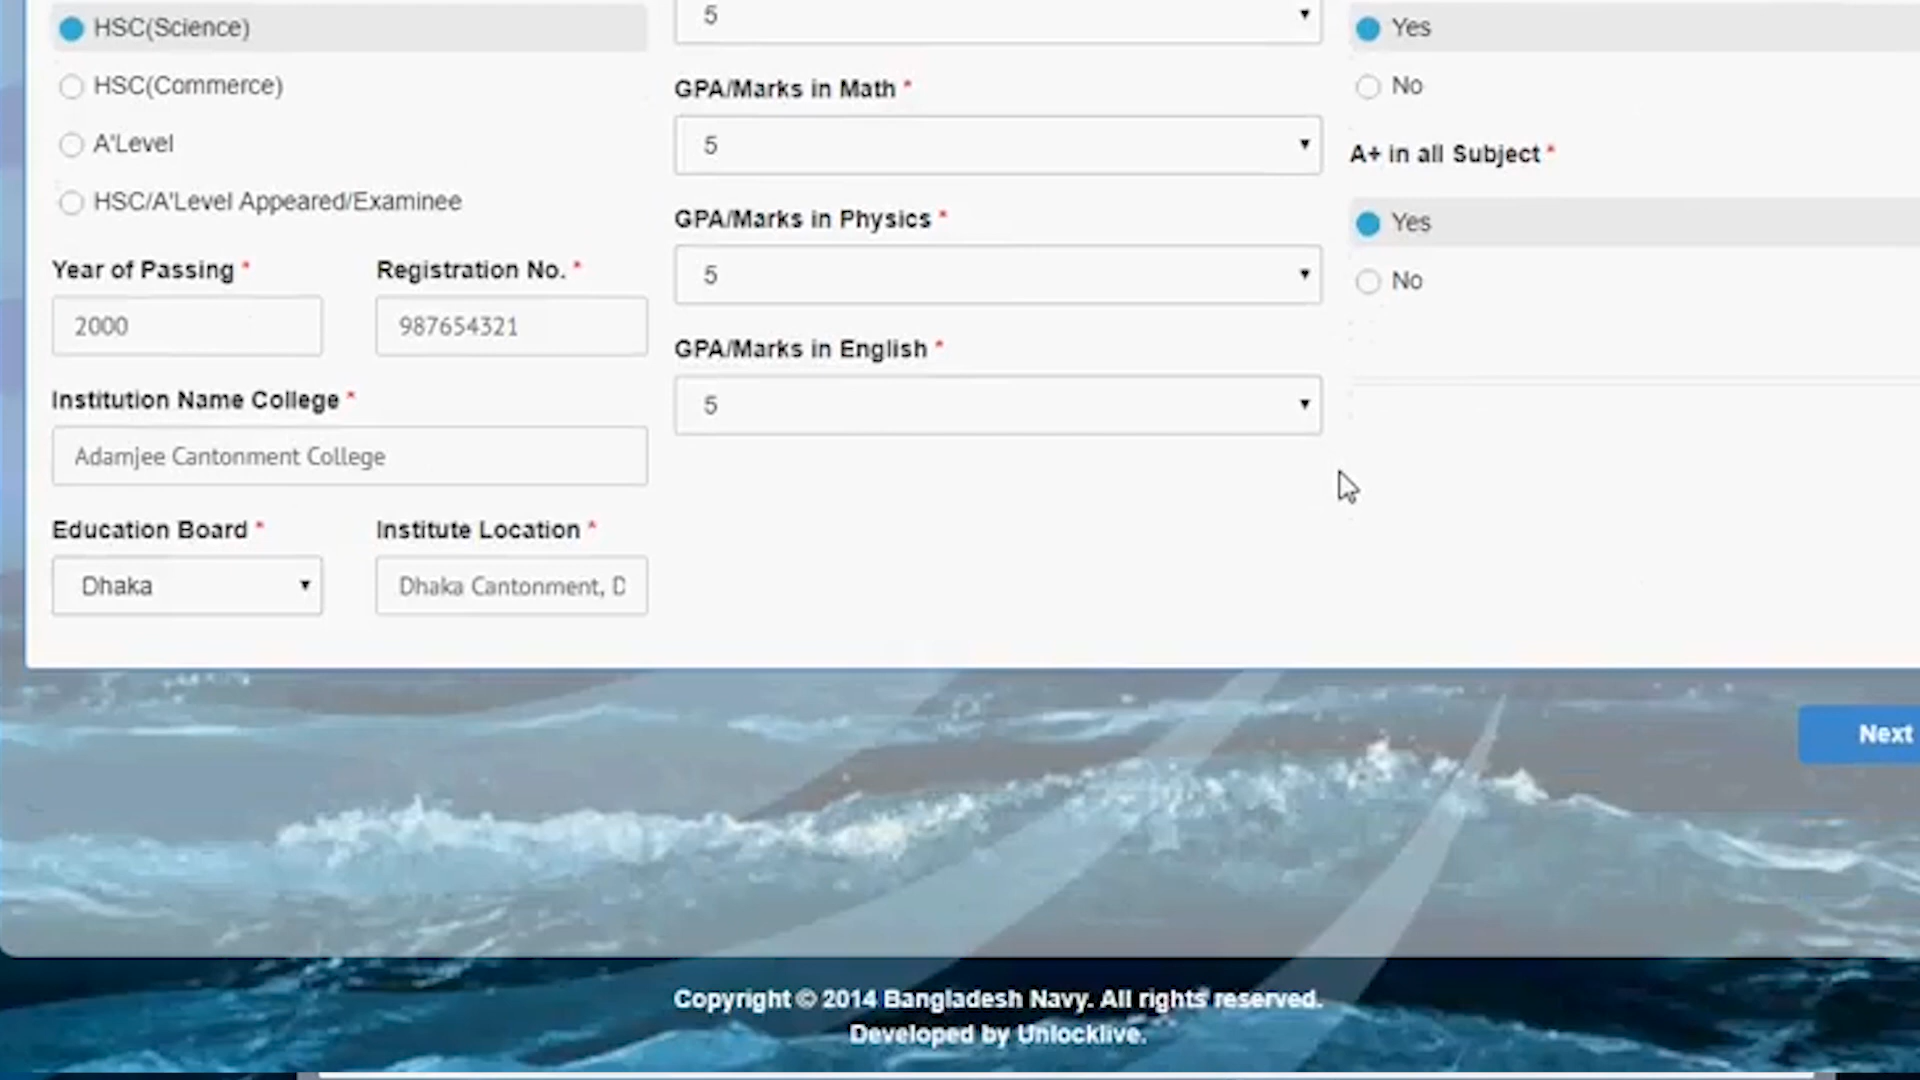 HSC(Science)
HSC(Commerce)
A'Level
HSC/A'Level Appeared/Examinee
Year of Passing *
Registration No. *
2000
987654321
Institution Name College *
Adamjee Cantonment College
Education Board *
Institute Location *
Dhaka
Dhaka Cantonment, D
5
GPA/Marks in Math *
5
GPA/Marks in Physics *
5
GPA/Marks in English *
5
Yes
No
A+ in all Subject *
Yes
No
Next
Copyright © 2014 Bangladesh Navy. All rights reserved.
Developed by Unlocklive.